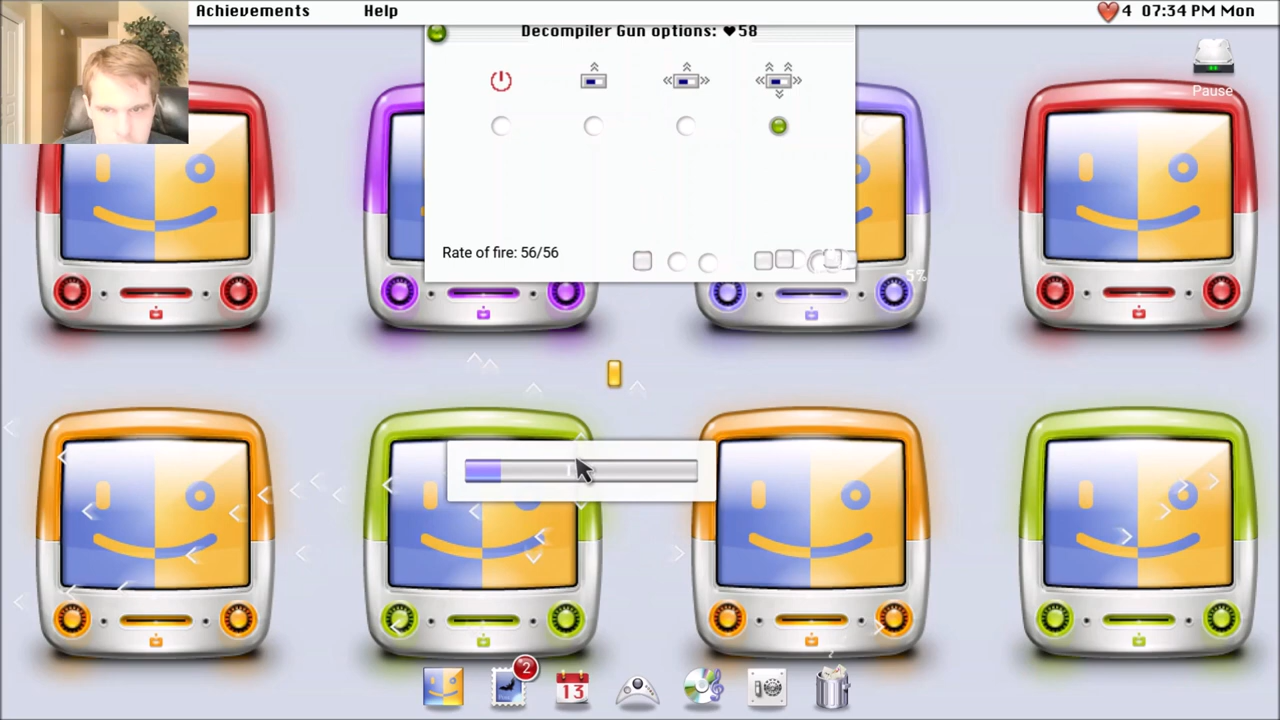 Achievements Help ♥4 07:34 PM Mon
Decompiler Gun options: ♥58
Pause
Rate of fire: 56/56
5%
2
13